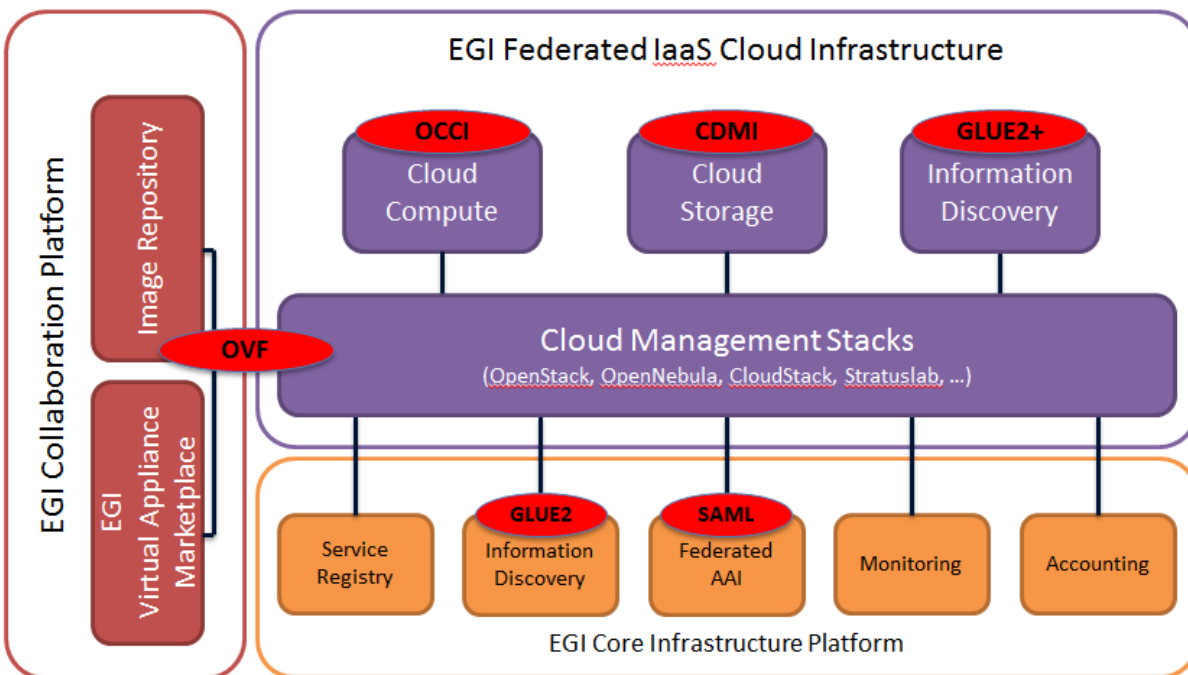 EGI Collaboration Platform
Image Repository
EGI
Virtual Appliance
Marketplace
OVF
EGI Federated IaaS Cloud Infrastructure
OCCI
Cloud
Compute
CDMI
Cloud
Storage
GLUE2+
Information
Discovery
Cloud Management Stacks
(OpenStack, OpenNebula, CloudStack, Stratuslab, ...)
Service
Registry
GLUE2
Information
Discovery
SAML
Federated
AAI
Monitoring
Accounting
EGI Core Infrastructure Platform